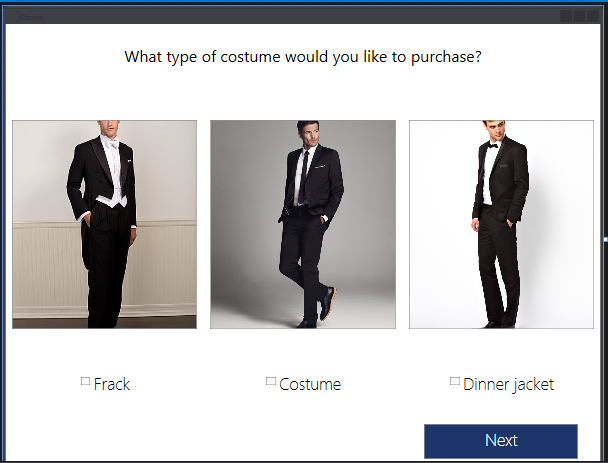 What type of costume would you like to purchase?
Frack
Costume
Dinner jacket
Next